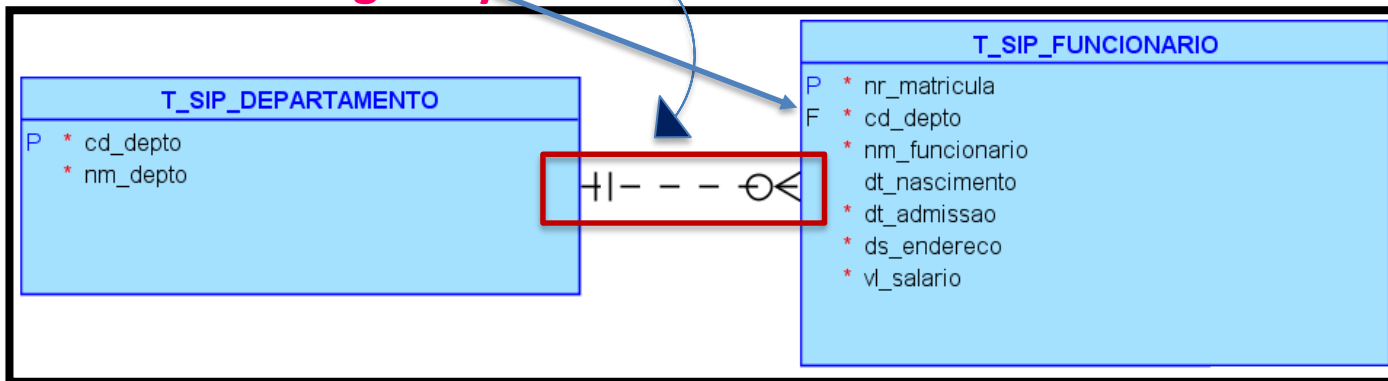 T_SIP_DEPARTAMENTO
P * cd_depto
* nm_depto
T_SIP_FUNCIONARIO
P * nr_matricula
F * cd_depto
* nm_funcionario
dt_nascimento
* dt_admissao
* ds_endereco
* vl_salario